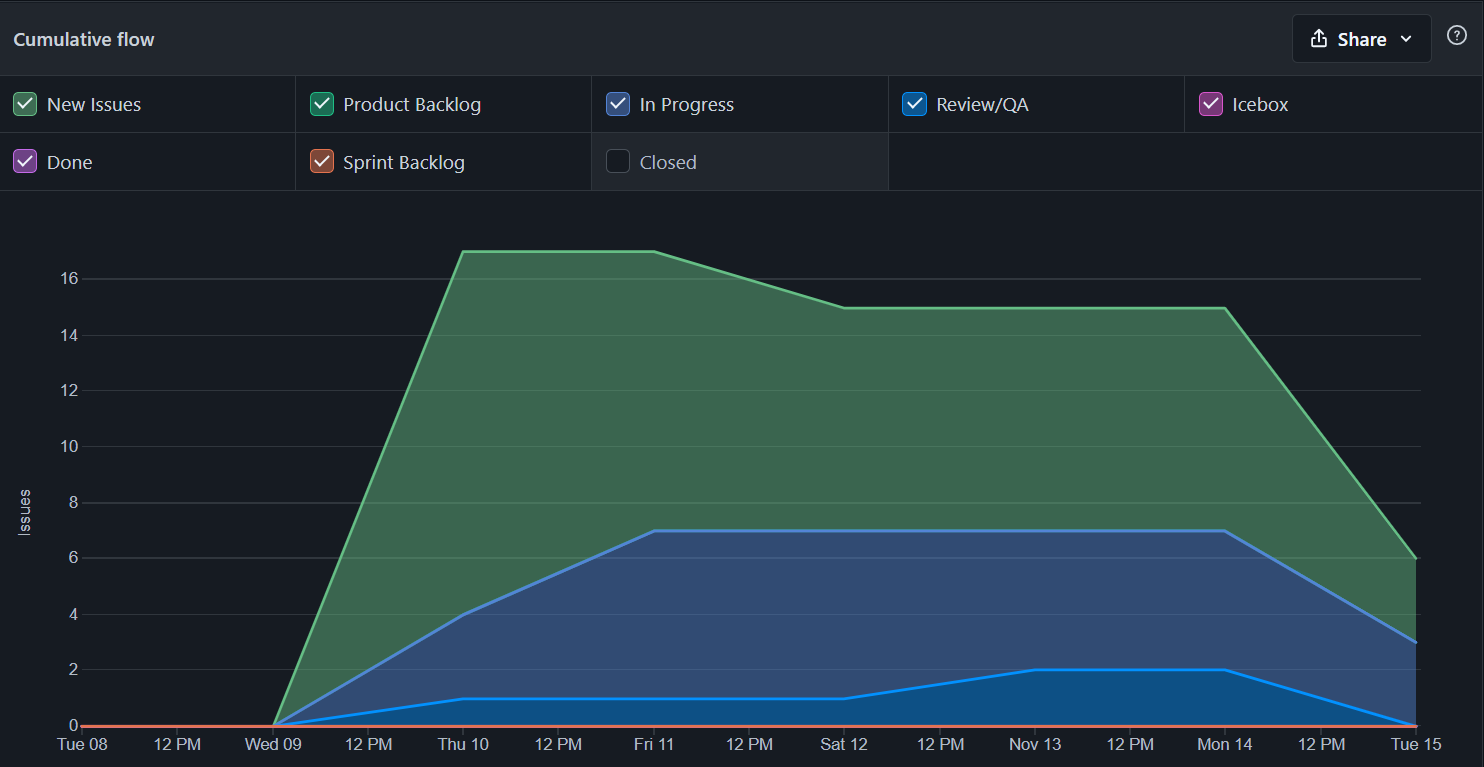 Cumulative flow
Share
New Issues
Product Backlog
In Progress
Review/QA
Icebox
Done
Sprint Backlog
Closed
16
14
12
10
8
6
4
2
0
Issues
Tue 08
12 PM
Wed 09
12 PM
Thu 10
12 PM
Fri 11
12 PM
Sat 12
12 PM
Nov 13
12 PM
Mon 14
12 PM
Tue 15